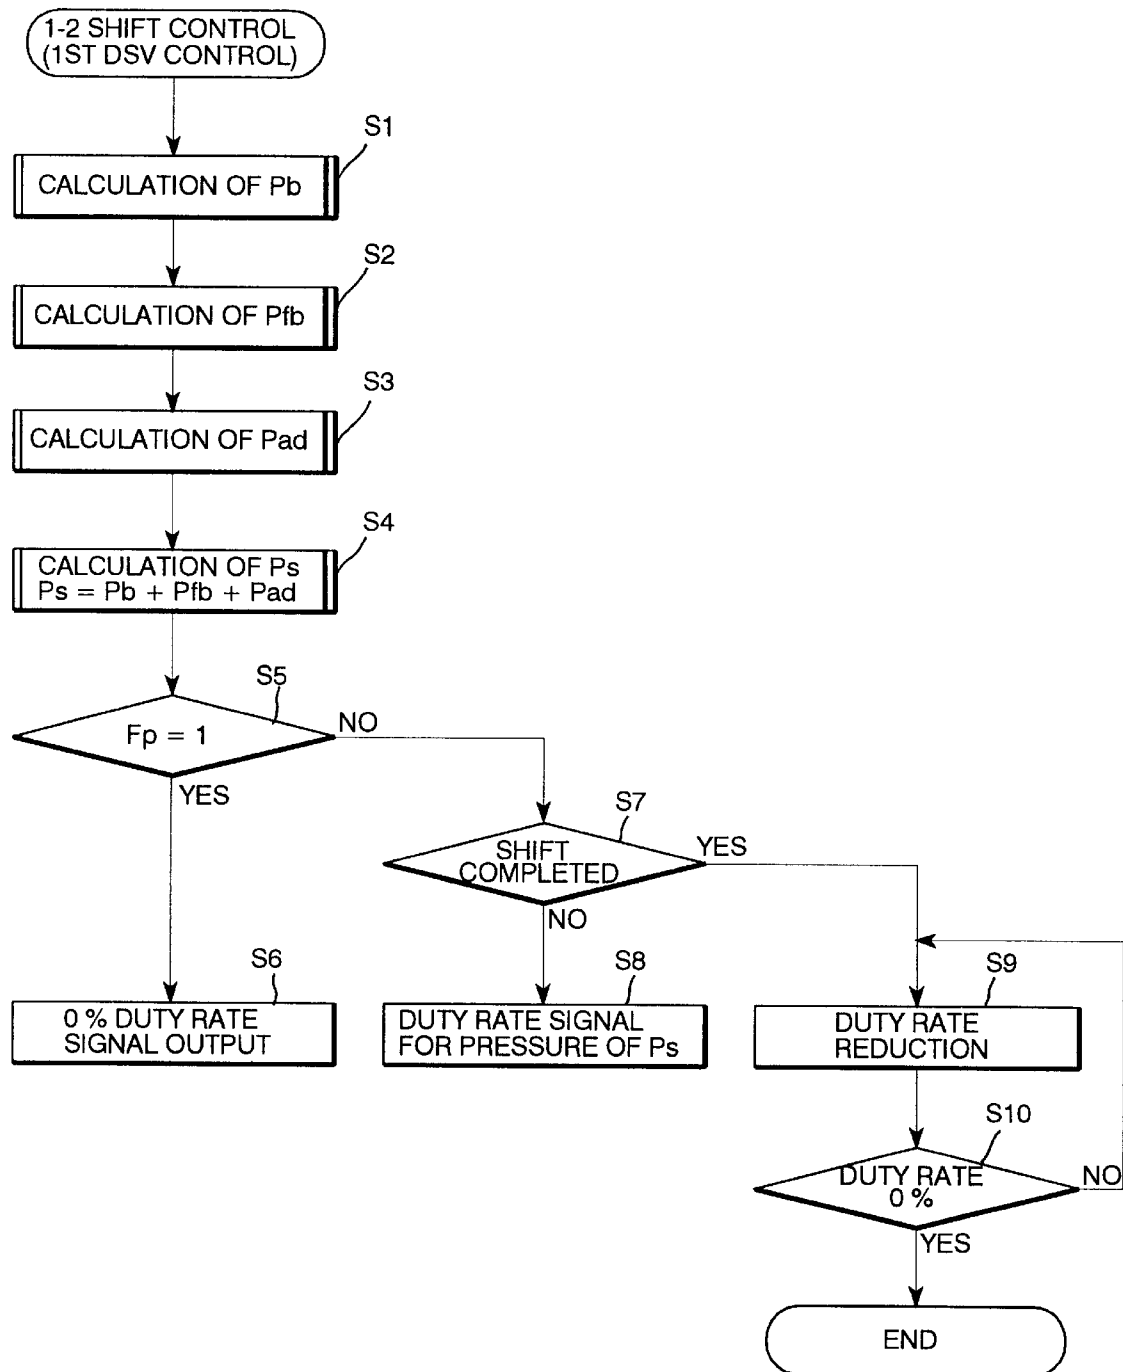 1-2 SHIFT CONTROL
(1ST DSV CONTROL)
S1
CALCULATION OF Pb
S2
CALCULATION OF Pfb
S3
CALCULATION OF Pad
S4
CALCULATION OF Ps
Ps = Pb + Pfb + Pad
S5
Fp = 1
NO
YES
S7
SHIFT
COMPLETED
YES
NO
S6
0 % DUTY RATE
SIGNAL OUTPUT
S8
DUTY RATE SIGNAL
FOR PRESSURE OF Ps
S9
DUTY RATE
REDUCTION
S10
DUTY RATE
0 %
NO
YES
END